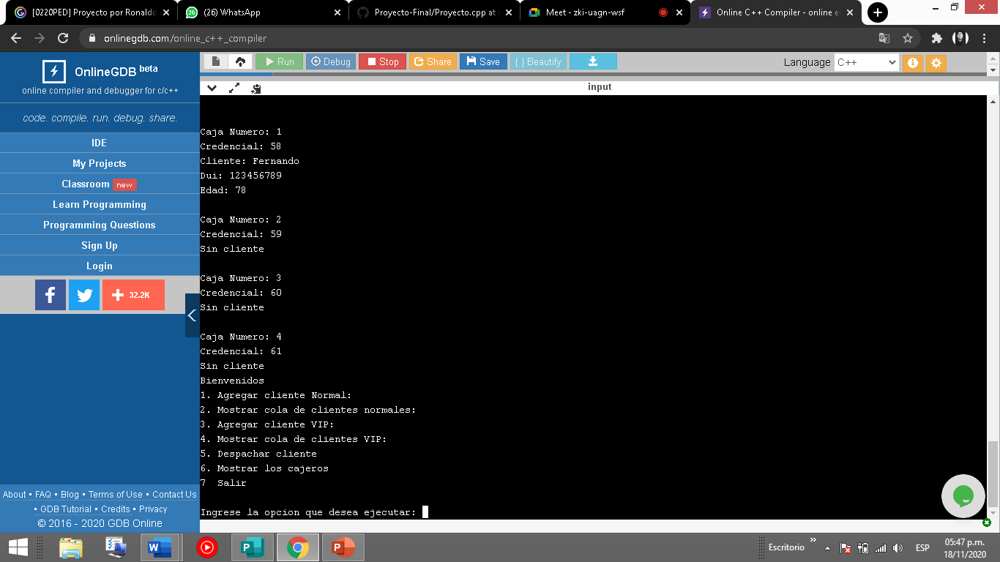 [0220PED] Proyecto por Ronald
(26) WhatsApp
Proyecto-Final/Proyecto.cpp at
Meet - zki-uagn-wsf
Online C++ Compiler - online e
onlinegdb.com/online_c++_compiler
OnlineGDB beta
online compiler and debugger for c/c++
code. compile. run. debug. share.
IDE
My Projects
Classroom new
Learn Programming
Programming Questions
Sign Up
Login
32.2K
About • FAQ • Blog • Terms of Use • Contact Us
• GDB Tutorial • Credits • Privacy
© 2016 - 2020 GDB Online
Run
Debug
Stop
Share
Save
{ } Beautify
Language
C++
input
Caja Numero: 1
Credencial: 58
Cliente: Fernando
Dui: 123456789
Edad: 78
Caja Numero: 2
Credencial: 59
Sin cliente
Caja Numero: 3
Credencial: 60
Sin cliente
Caja Numero: 4
Credencial: 61
Sin cliente
Bienvenidos
1. Agregar cliente Normal:
2. Mostrar cola de clientes normales:
3. Agregar cliente VIP:
4. Mostrar cola de clientes VIP:
5. Despachar cliente
6. Mostrar los cajeros
7  Salir
Ingrese la opcion que desea ejecutar:
Escritorio
ESP
05:47 p.m.
18/11/2020